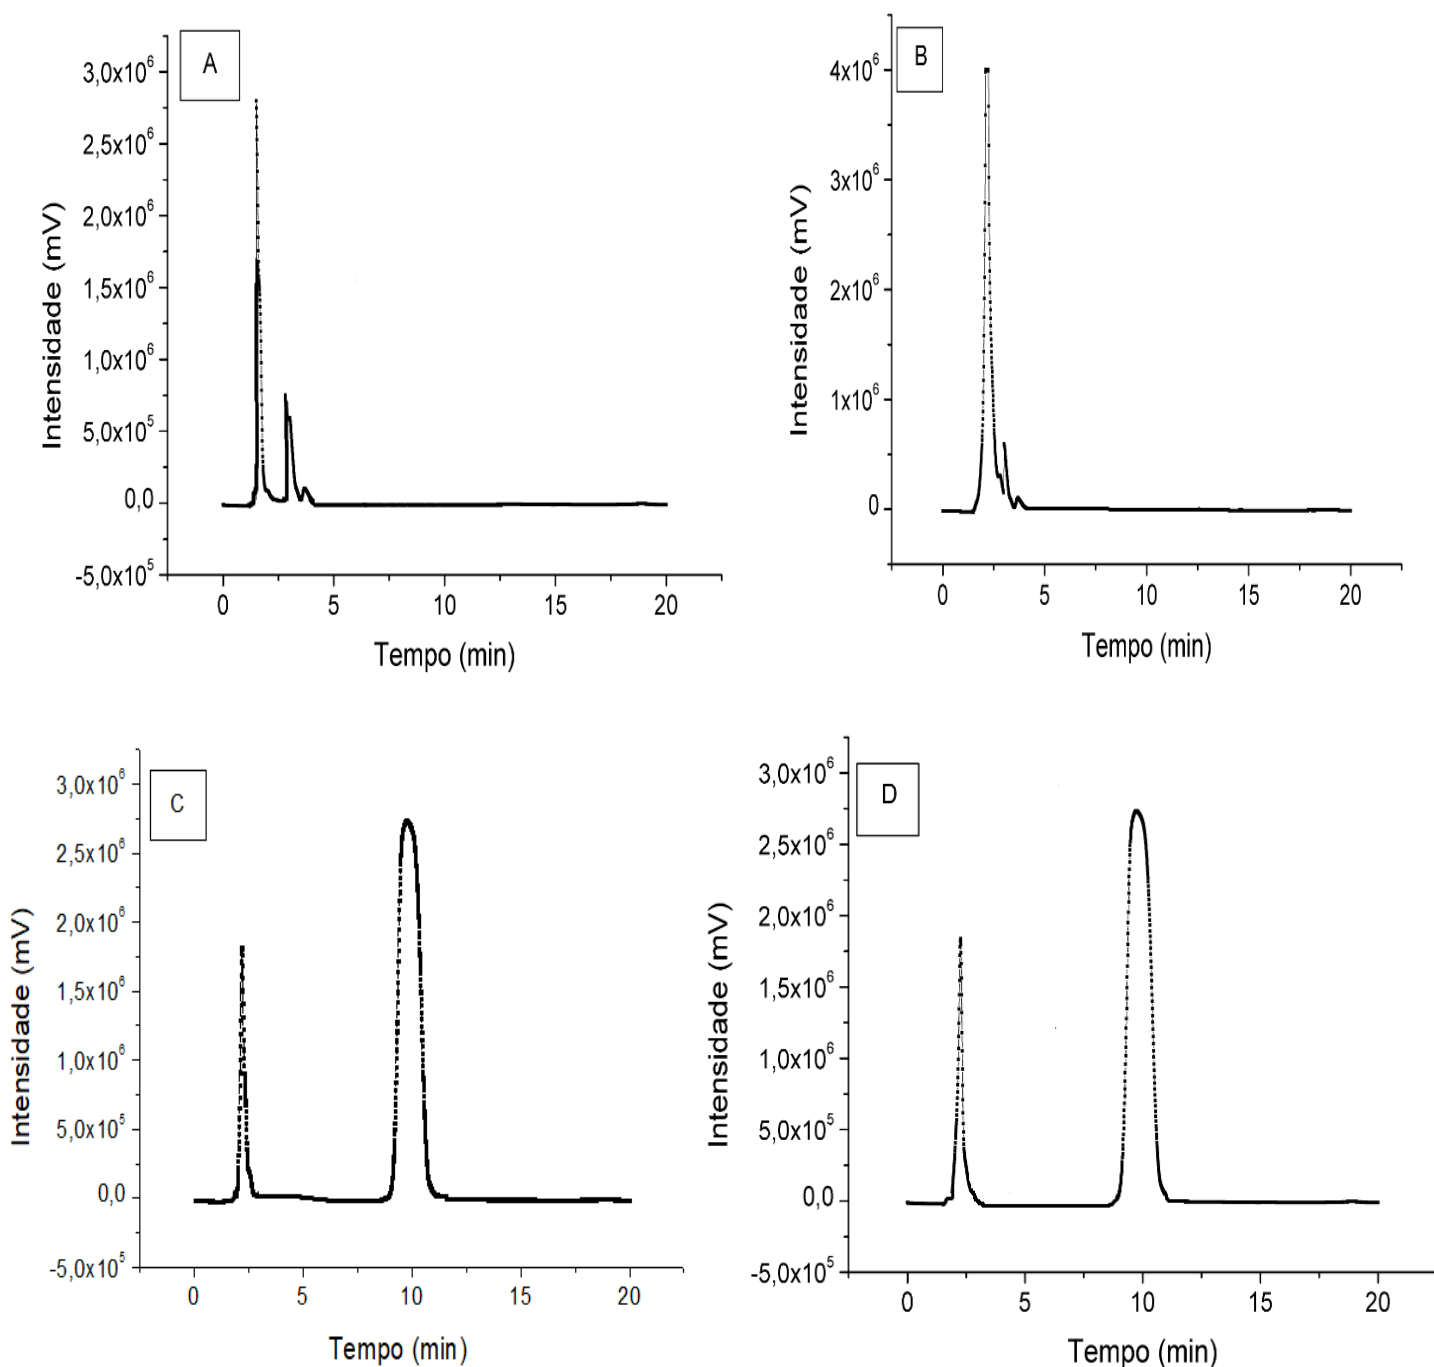 A
3,0x10⁶
2,5x10⁶
2,0x10⁶
1,5x10⁶
1,0x10⁶
5,0x10⁵
0,0
-5,0x10⁵
0 5 10 15 20
Intensidade (mV)
Tempo (min)
B
4x10⁶
3x10⁶
2x10⁶
1x10⁶
0
0 5 10 15 20
Intensidade (mV)
Tempo (min)
C
3,0x10⁶
2,5x10⁶
2,0x10⁶
1,5x10⁶
1,0x10⁶
5,0x10⁵
0,0
-5,0x10⁵
0 5 10 15 20
Intensidade (mV)
Tempo (min)
D
3,0x10⁶
2,5x10⁶
2,0x10⁶
1,5x10⁶
1,0x10⁶
5,0x10⁵
0,0
-5,0x10⁵
0 5 10 15 20
Intensidade (mV)
Tempo (min)